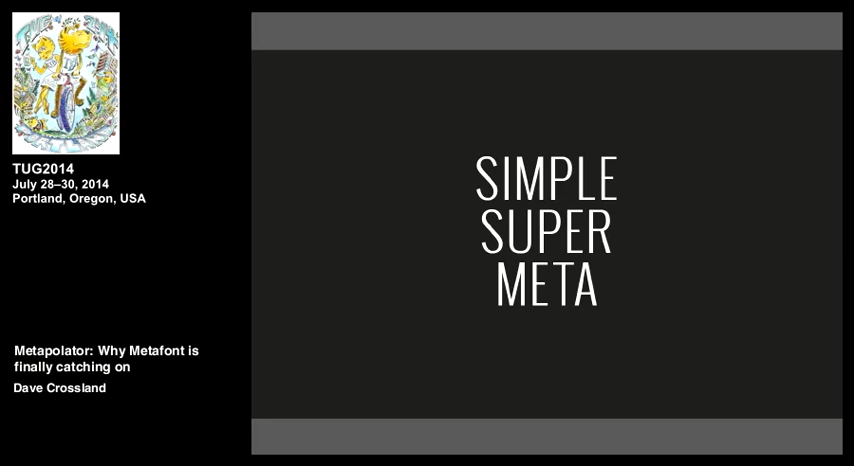 TUG2014
July 28–30, 2014
Portland, Oregon, USA
Metapolator: Why Metafont is
finally catching on
Dave Crossland
SIMPLE
SUPER
META